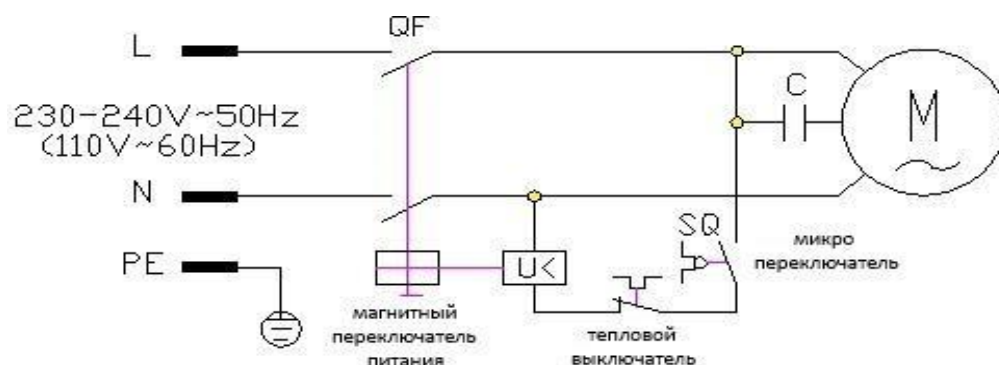 QF
L
C
230-240V~50Hz
(110V~60Hz)
M
N
SQ
микро
переключатель
PE
U<
магнитный
переключатель
питания
тепловой
выключатель